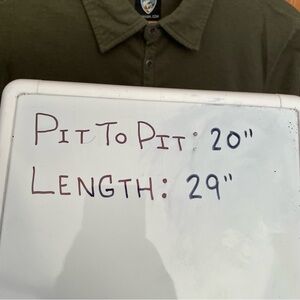 PIT TO PIT: 20"
LENGTH: 29"